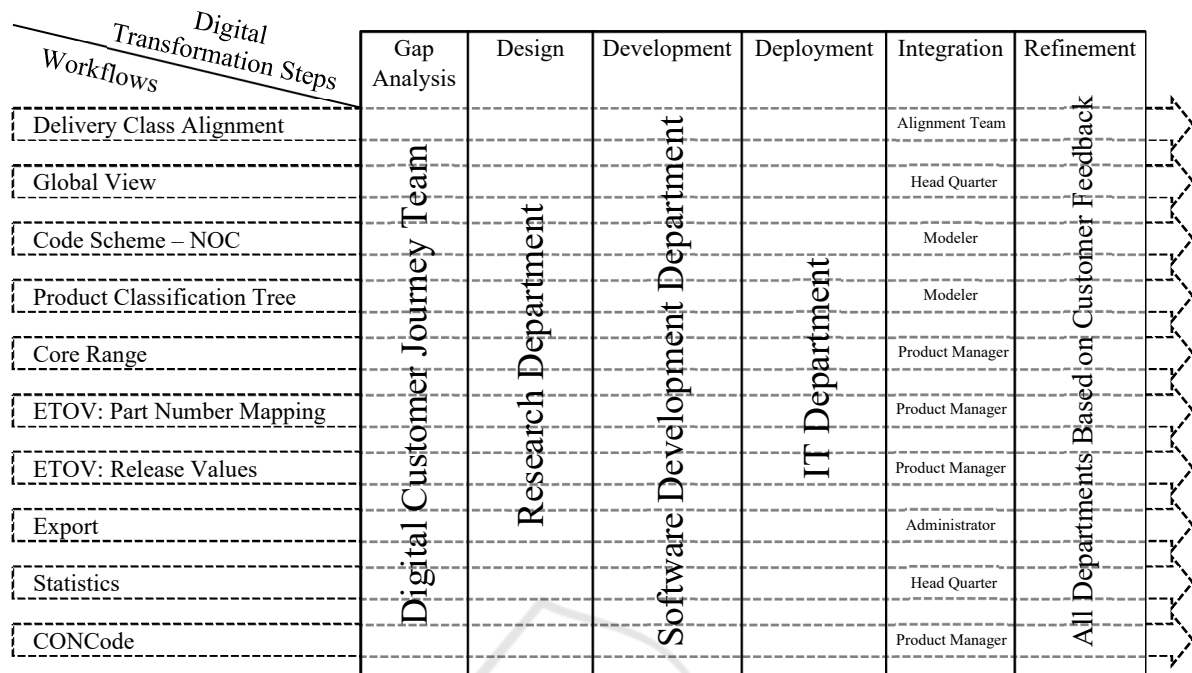 Digital
Transformation Steps
Workflows
Gap
Analysis
Design
Development
Deployment
Integration
Refinement
Delivery Class Alignment
Alignment Team
Global View
Head Quarter
Code Scheme – NOC
Modeler
Product Classification Tree
Modeler
Core Range
Product Manager
ETOV: Part Number Mapping
Product Manager
ETOV: Release Values
Product Manager
Export
Administrator
Statistics
Head Quarter
CONCode
Product Manager
Digital Customer Journey Team
Research Department
Software Development Department
IT Department
All Departments Based on Customer Feedback